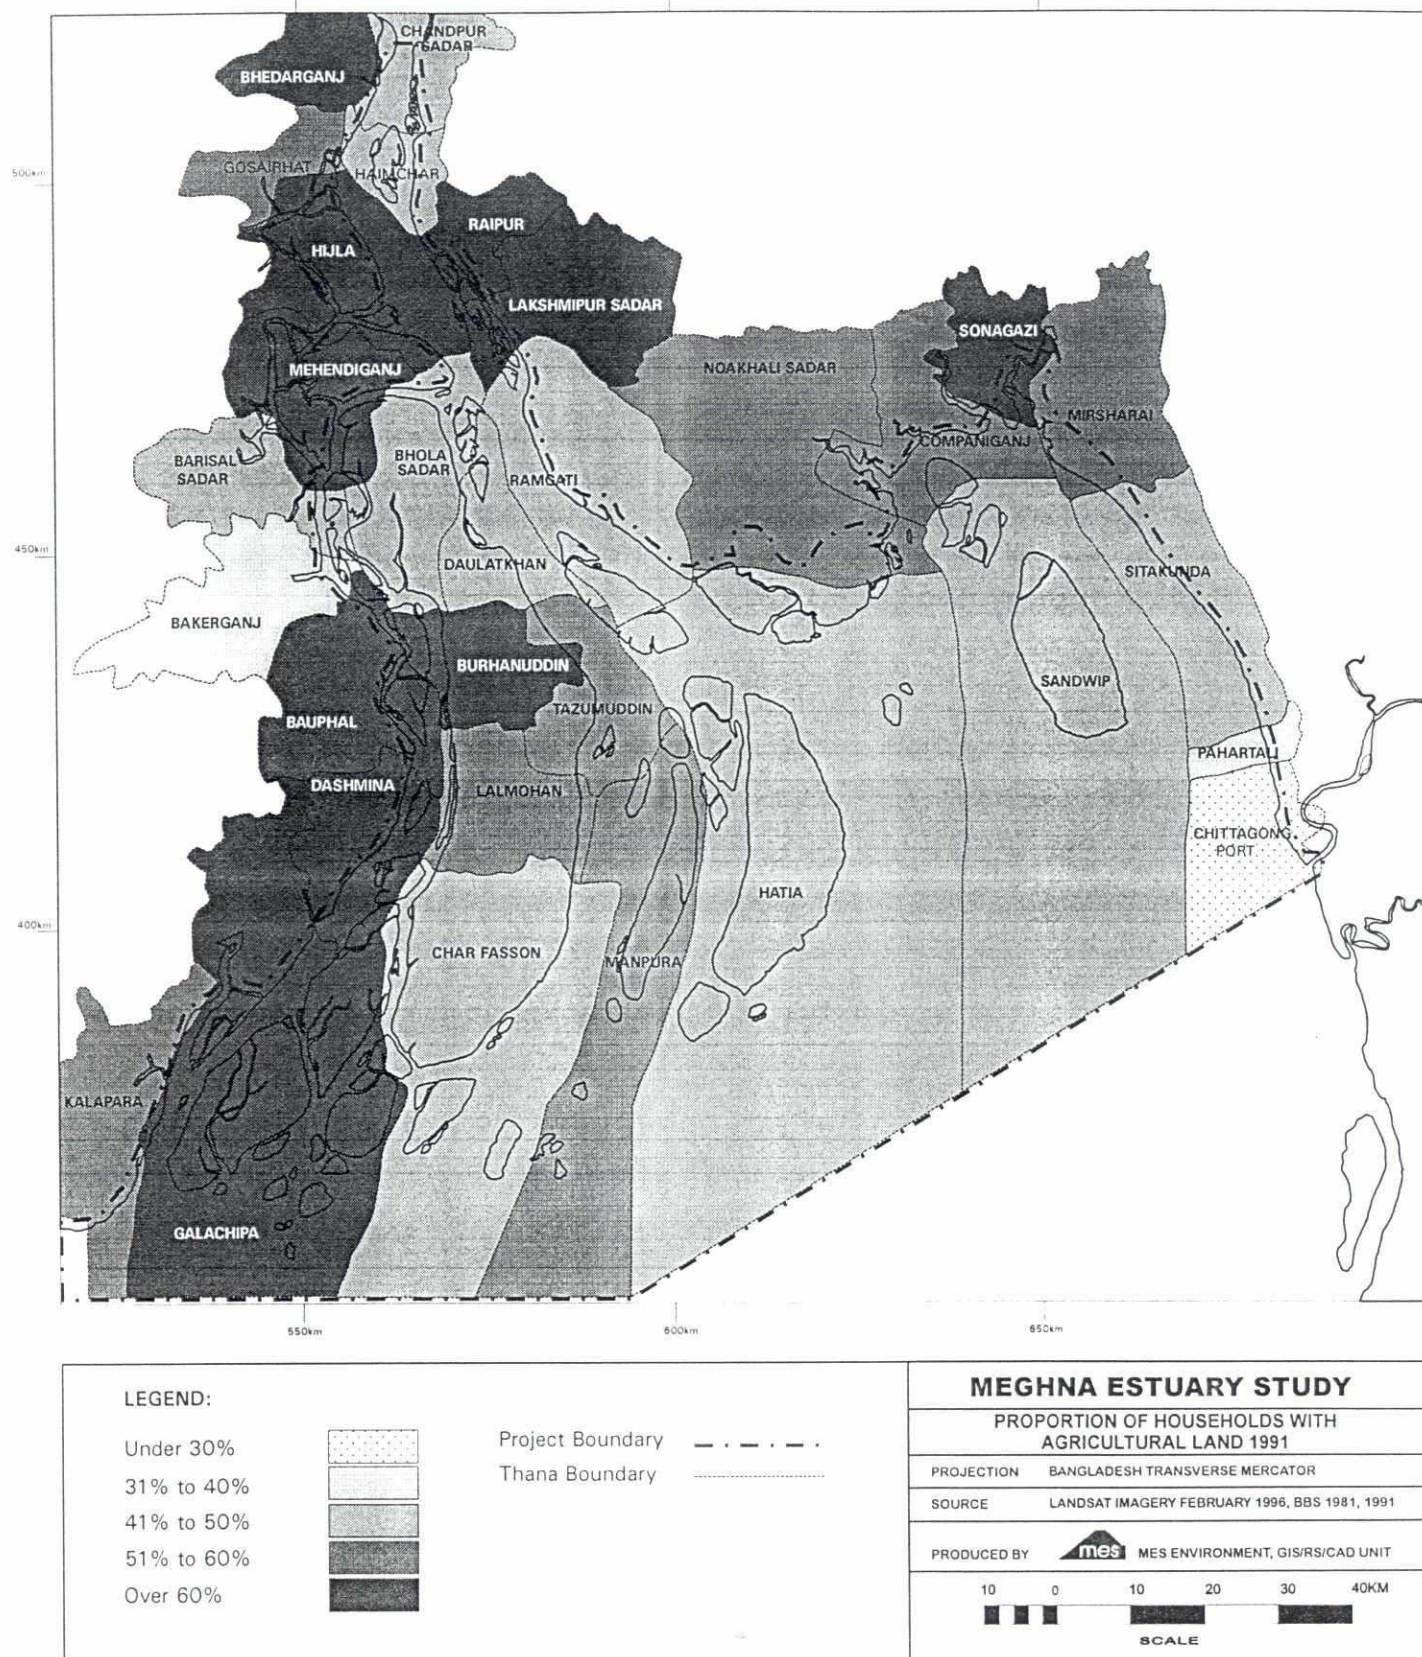 CHANDPUR
SADAR
BHEDARGANJ
500km
GOSAIRHAT
HAIMCHAR
RAIPUR
HIJLA
LAKSHMIPUR SADAR
SONAGAZI
MEHENDIGANJ
NOAKHALI SADAR
MIRSHARAI
COMPANIGANJ
BARISAL
SADAR
BHOLA
SADAR
RAMGATI
450km
DAULATKHAN
SITAKUNDA
BAKERGANJ
BURHANUDDIN
SANDWIP
TAZUMUDDIN
BAUPHAL
PAHARTALI
DASHMINA
LALMOHAN
CHITTAGONG
PORT
HATIA
400km
CHAR FASSON
MANPURA
KALAPARA
GALACHIPA
550km
600km
650km
LEGEND:
Under 30%
31% to 40%
41% to 50%
51% to 60%
Over 60%
Project Boundary
Thana Boundary
MEGHNA ESTUARY STUDY
PROPORTION OF HOUSEHOLDS WITH
AGRICULTURAL LAND 1991
PROJECTION BANGLADESH TRANSVERSE MERCATOR
SOURCE LANDSAT IMAGERY FEBRUARY 1996, BBS 1981, 1991
PRODUCED BY mes MES ENVIRONMENT, GIS/RS/CAD UNIT
10 0 10 20 30 40KM
SCALE